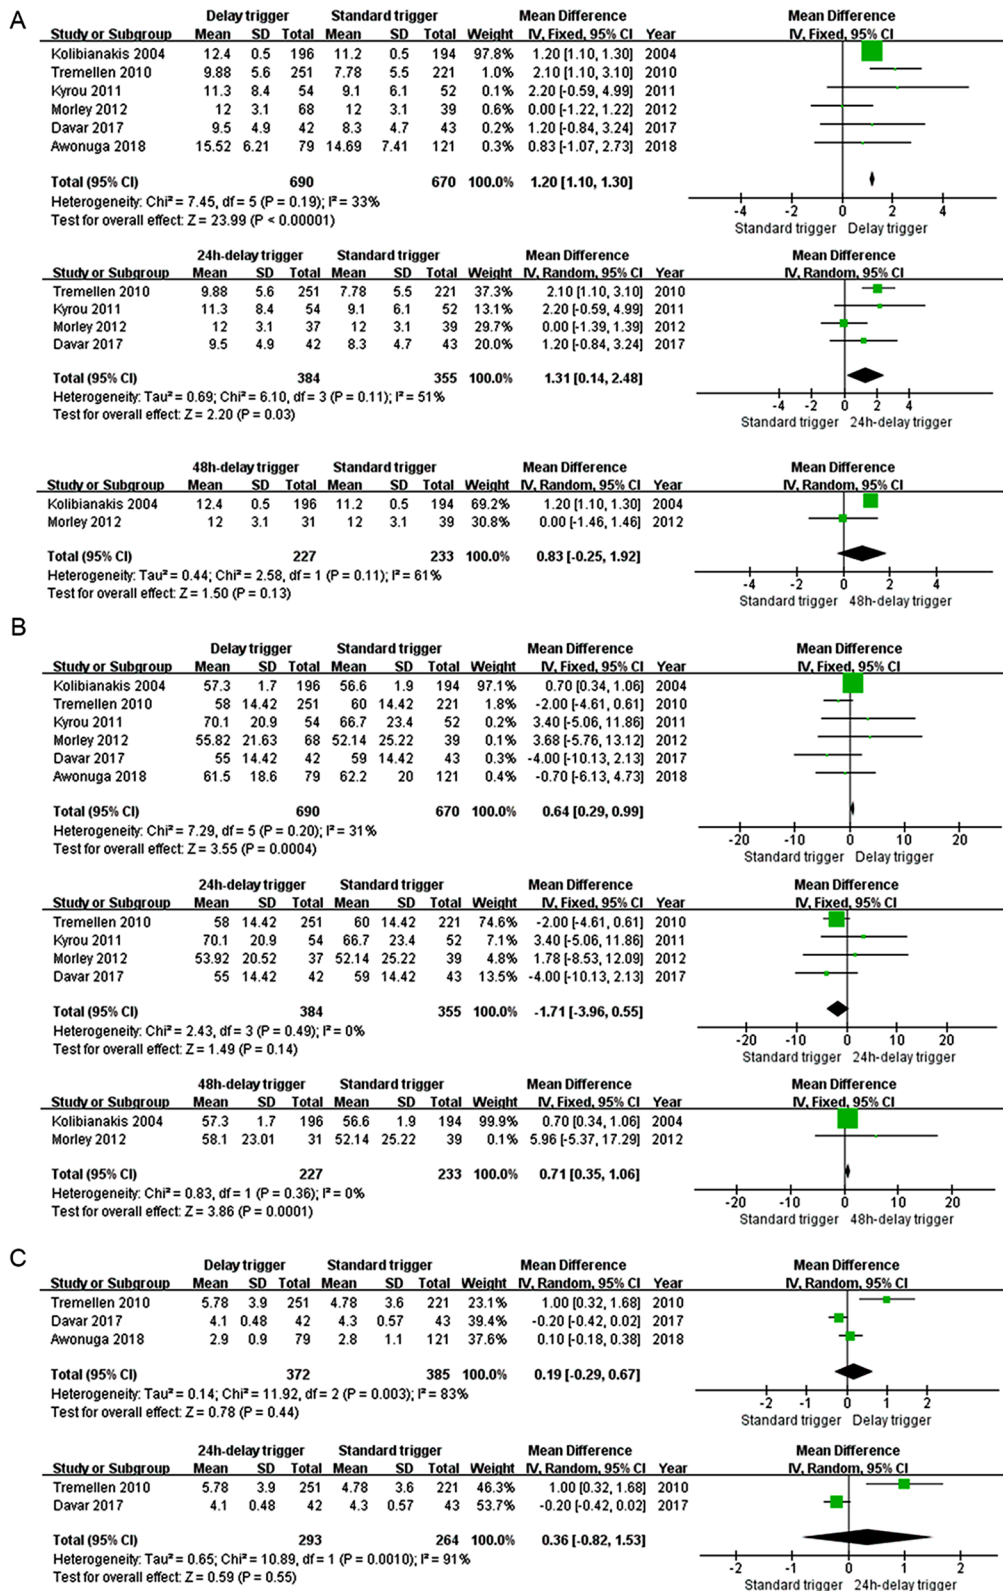 A
Delay trigger Standard trigger Mean Difference Mean Difference
Study or Subgroup Mean SD Total Mean SD Total Weight IV, Fixed, 95% CI Year IV, Fixed, 95% CI
Kolibianakis 2004 12.4 0.5 196 11.2 0.5 194 97.8% 1.20 [1.10, 1.30] 2004
Tremellen 2010 9.88 5.6 251 7.78 5.5 221 1.0% 2.10 [1.10, 3.10] 2010
Kyrou 2011 11.3 8.4 54 9.1 6.1 52 0.1% 2.20 [-0.59, 4.99] 2011
Morley 2012 12 3.1 68 12 3.1 39 0.6% 0.00 [-1.22, 1.22] 2012
Davar 2017 9.5 4.9 42 8.3 4.7 43 0.2% 1.20 [-0.84, 3.24] 2017
Awonuga 2018 15.52 6.21 79 14.69 7.41 121 0.3% 0.83 [-1.07, 2.73] 2018
Total (95% CI) 690 670 100.0% 1.20 [1.10, 1.30]
Heterogeneity: Chi² = 7.45, df = 5 (P = 0.19); I² = 33%
Test for overall effect: Z = 23.99 (P < 0.00001)
-4 -2 0 2 4
Standard trigger Delay trigger
24h-delay trigger Standard trigger Mean Difference Mean Difference
Study or Subgroup Mean SD Total Mean SD Total Weight IV, Random, 95% CI Year IV, Random, 95% CI
Tremellen 2010 9.88 5.6 251 7.78 5.5 221 37.3% 2.10 [1.10, 3.10] 2010
Kyrou 2011 11.3 8.4 54 9.1 6.1 52 13.1% 2.20 [-0.59, 4.99] 2011
Morley 2012 12 3.1 37 12 3.1 39 29.7% 0.00 [-1.39, 1.39] 2012
Davar 2017 9.5 4.9 42 8.3 4.7 43 20.0% 1.20 [-0.84, 3.24] 2017
Total (95% CI) 384 355 100.0% 1.31 [0.14, 2.48]
Heterogeneity: Tau² = 0.69; Chi² = 6.10, df = 3 (P = 0.11); I² = 51%
Test for overall effect: Z = 2.20 (P = 0.03)
-4 -2 0 2 4
Standard trigger 24h-delay trigger
48h-delay trigger Standard trigger Mean Difference Mean Difference
Study or Subgroup Mean SD Total Mean SD Total Weight IV, Random, 95% CI Year IV, Random, 95% CI
Kolibianakis 2004 12.4 0.5 196 11.2 0.5 194 69.2% 1.20 [1.10, 1.30] 2004
Morley 2012 12 3.1 31 12 3.1 39 30.8% 0.00 [-1.46, 1.46] 2012
Total (95% CI) 227 233 100.0% 0.83 [-0.25, 1.92]
Heterogeneity: Tau² = 0.44; Chi² = 2.58, df = 1 (P = 0.11); I² = 61%
Test for overall effect: Z = 1.50 (P = 0.13)
-4 -2 0 2 4
Standard trigger 48h-delay trigger
B
Delay trigger Standard trigger Mean Difference Mean Difference
Study or Subgroup Mean SD Total Mean SD Total Weight IV, Fixed, 95% CI Year IV, Fixed, 95% CI
Kolibianakis 2004 57.3 1.7 196 56.6 1.9 194 97.1% 0.70 [0.34, 1.06] 2004
Tremellen 2010 58 14.42 251 60 14.42 221 1.8% -2.00 [-4.61, 0.61] 2010
Kyrou 2011 70.1 20.9 54 66.7 23.4 52 0.2% 3.40 [-5.06, 11.86] 2011
Morley 2012 55.82 21.63 68 52.14 25.22 39 0.1% 3.68 [-5.76, 13.12] 2012
Davar 2017 55 14.42 42 59 14.42 43 0.3% -4.00 [-10.13, 2.13] 2017
Awonuga 2018 61.5 18.6 79 62.2 20 121 0.4% -0.70 [-6.13, 4.73] 2018
Total (95% CI) 690 670 100.0% 0.64 [0.29, 0.99]
Heterogeneity: Chi² = 7.29, df = 5 (P = 0.20); I² = 31%
Test for overall effect: Z = 3.55 (P = 0.0004)
-20 -10 0 10 20
Standard trigger Delay trigger
24h-delay trigger Standard trigger Mean Difference Mean Difference
Study or Subgroup Mean SD Total Mean SD Total Weight IV, Fixed, 95% CI Year IV, Fixed, 95% CI
Tremellen 2010 58 14.42 251 60 14.42 221 74.6% -2.00 [-4.61, 0.61] 2010
Kyrou 2011 70.1 20.9 54 66.7 23.4 52 7.1% 3.40 [-5.06, 11.86] 2011
Morley 2012 53.92 20.52 37 52.14 25.22 39 4.8% 1.78 [-8.53, 12.09] 2012
Davar 2017 55 14.42 42 59 14.42 43 13.5% -4.00 [-10.13, 2.13] 2017
Total (95% CI) 384 355 100.0% -1.71 [-3.96, 0.55]
Heterogeneity: Chi² = 2.43, df = 3 (P = 0.49); I² = 0%
Test for overall effect: Z = 1.49 (P = 0.14)
-20 -10 0 10 20
Standard trigger 24h-delay trigger
48h-delay trigger Standard trigger Mean Difference Mean Difference
Study or Subgroup Mean SD Total Mean SD Total Weight IV, Fixed, 95% CI Year IV, Fixed, 95% CI
Kolibianakis 2004 57.3 1.7 196 56.6 1.9 194 99.9% 0.70 [0.34, 1.06] 2004
Morley 2012 58.1 23.01 31 52.14 25.22 39 0.1% 5.96 [-5.37, 17.29] 2012
Total (95% CI) 227 233 100.0% 0.71 [0.35, 1.06]
Heterogeneity: Chi² = 0.83, df = 1 (P = 0.36); I² = 0%
Test for overall effect: Z = 3.86 (P = 0.0001)
-20 -10 0 10 20
Standard trigger 48h-delay trigger
C
Delay trigger Standard trigger Mean Difference Mean Difference
Study or Subgroup Mean SD Total Mean SD Total Weight IV, Random, 95% CI Year IV, Random, 95% CI
Tremellen 2010 5.78 3.9 251 4.78 3.6 221 23.1% 1.00 [0.32, 1.68] 2010
Davar 2017 4.1 0.48 42 4.3 0.57 43 39.4% -0.20 [-0.42, 0.02] 2017
Awonuga 2018 2.9 0.9 79 2.8 1.1 121 37.6% 0.10 [-0.18, 0.38] 2018
Total (95% CI) 372 385 100.0% 0.19 [-0.29, 0.67]
Heterogeneity: Tau² = 0.14; Chi² = 11.92, df = 2 (P = 0.003); I² = 83%
Test for overall effect: Z = 0.78 (P = 0.44)
-2 -1 0 1 2
Standard trigger Delay trigger
24h-delay trigger Standard trigger Mean Difference Mean Difference
Study or Subgroup Mean SD Total Mean SD Total Weight IV, Random, 95% CI Year IV, Random, 95% CI
Tremellen 2010 5.78 3.9 251 4.78 3.6 221 46.3% 1.00 [0.32, 1.68] 2010
Davar 2017 4.1 0.48 42 4.3 0.57 43 53.7% -0.20 [-0.42, 0.02] 2017
Total (95% CI) 293 264 100.0% 0.36 [-0.82, 1.53]
Heterogeneity: Tau² = 0.65; Chi² = 10.89, df = 1 (P = 0.0010); I² = 91%
Test for overall effect: Z = 0.59 (P = 0.55)
-2 -1 0 1 2
Standard trigger 24h-delay trigger